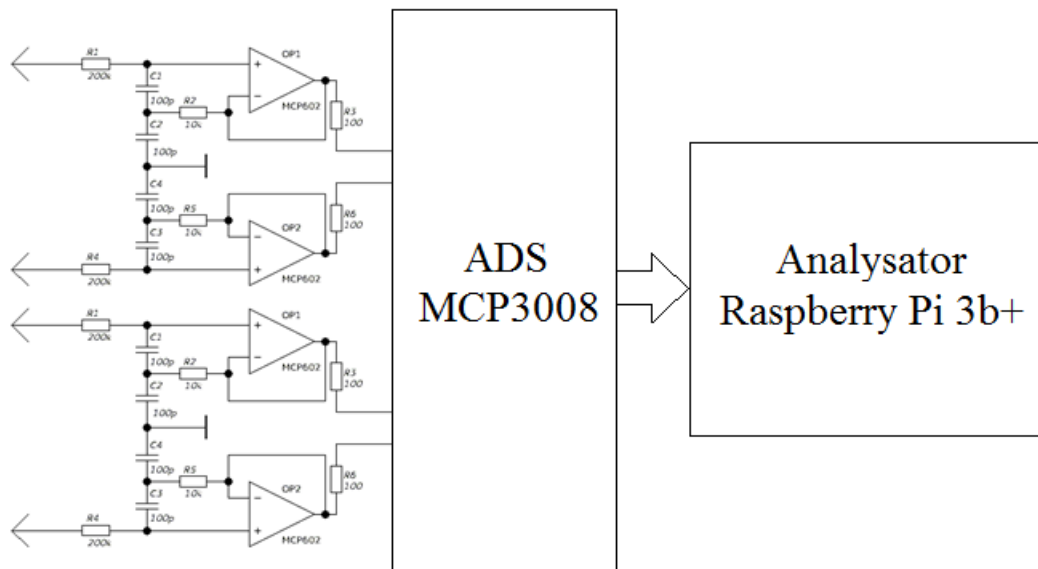 R1
200k
C1
100p
R2
10k
OP1
MCP602
R3
100
C2
100p
C4
100p
R5
10k
OP2
MCP602
R6
100
C3
100p
R4
200k
R1
200k
C1
100p
R2
10k
OP1
MCP602
R3
100
C2
100p
C4
100p
R5
10k
OP2
MCP602
R6
100
C3
100p
R4
200k
ADS
MCP3008
Analysator
Raspberry Pi 3b+